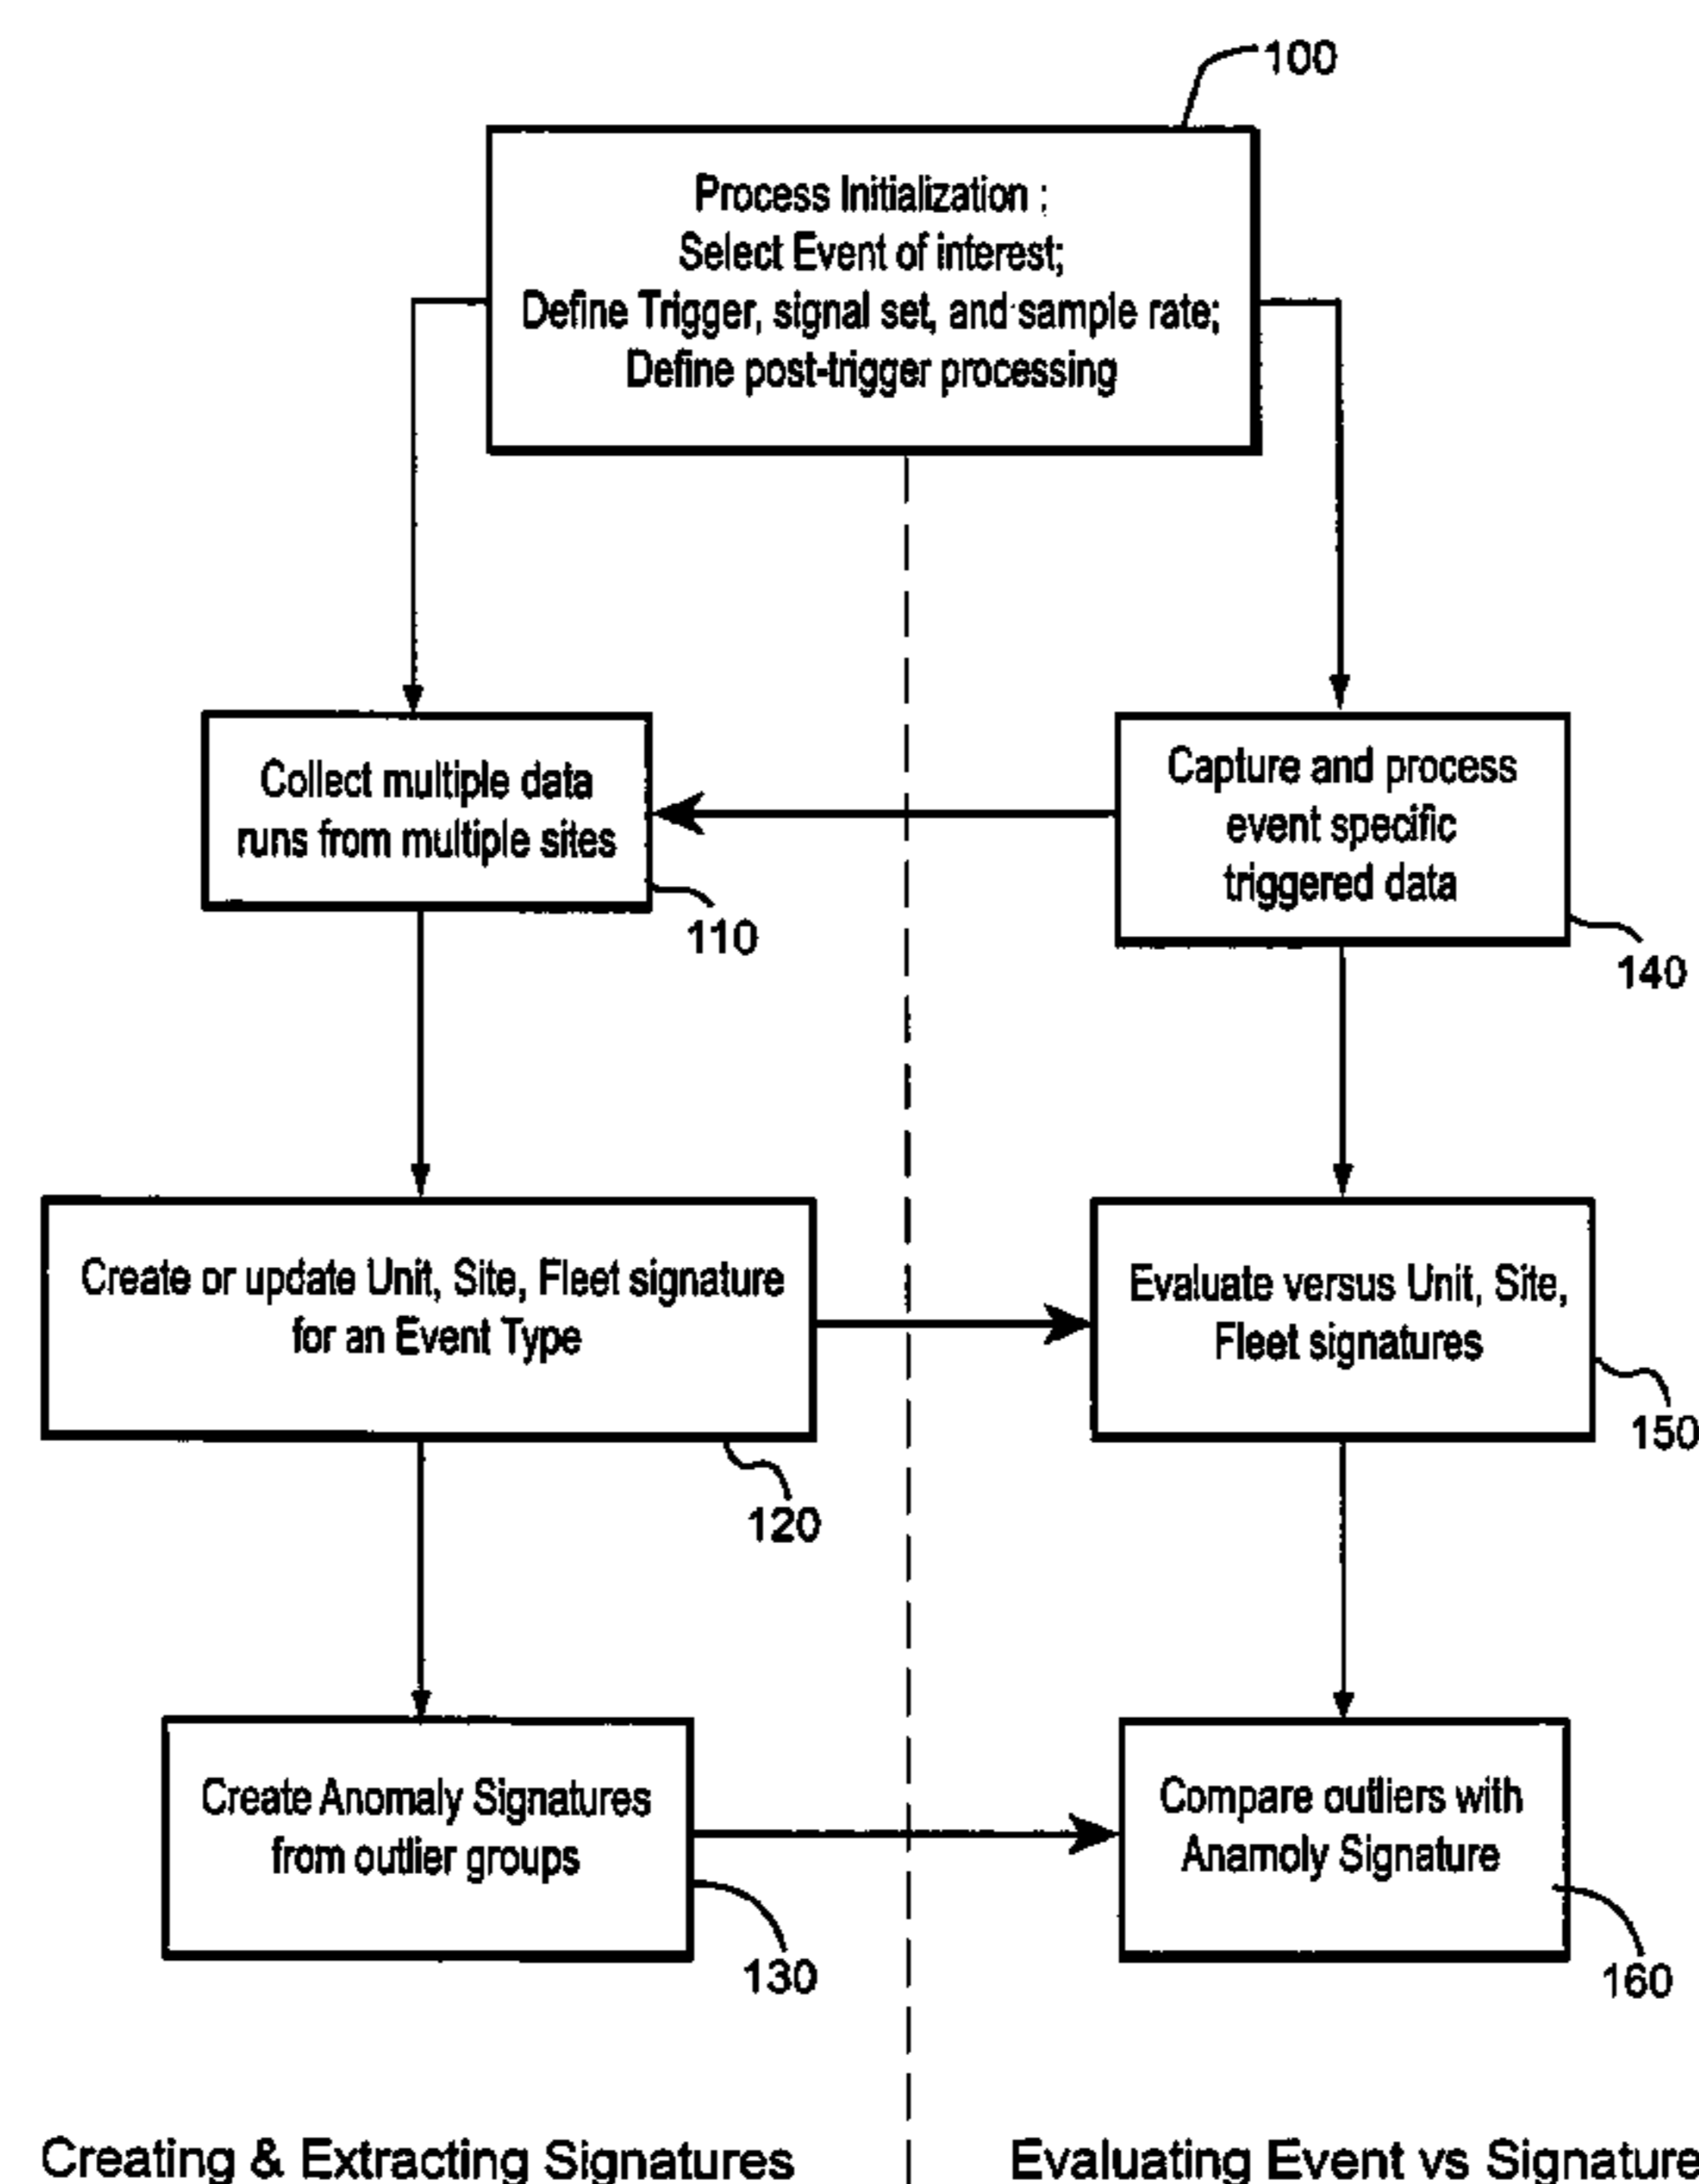 100
Process Initialization :
Select Event of interest;
Define Trigger, signal set, and sample rate;
Define post-trigger processing
Collect multiple data
runs from multiple sites
110
Capture and process
event specific
triggered data
140
Create or update Unit, Site, Fleet signature
for an Event Type
120
Evaluate versus Unit, Site,
Fleet signatures
150
Create Anomaly Signatures
from outlier groups
130
Compare outliers with
Anamoly Signature
160
Creating & Extracting Signatures
Evaluating Event vs Signature